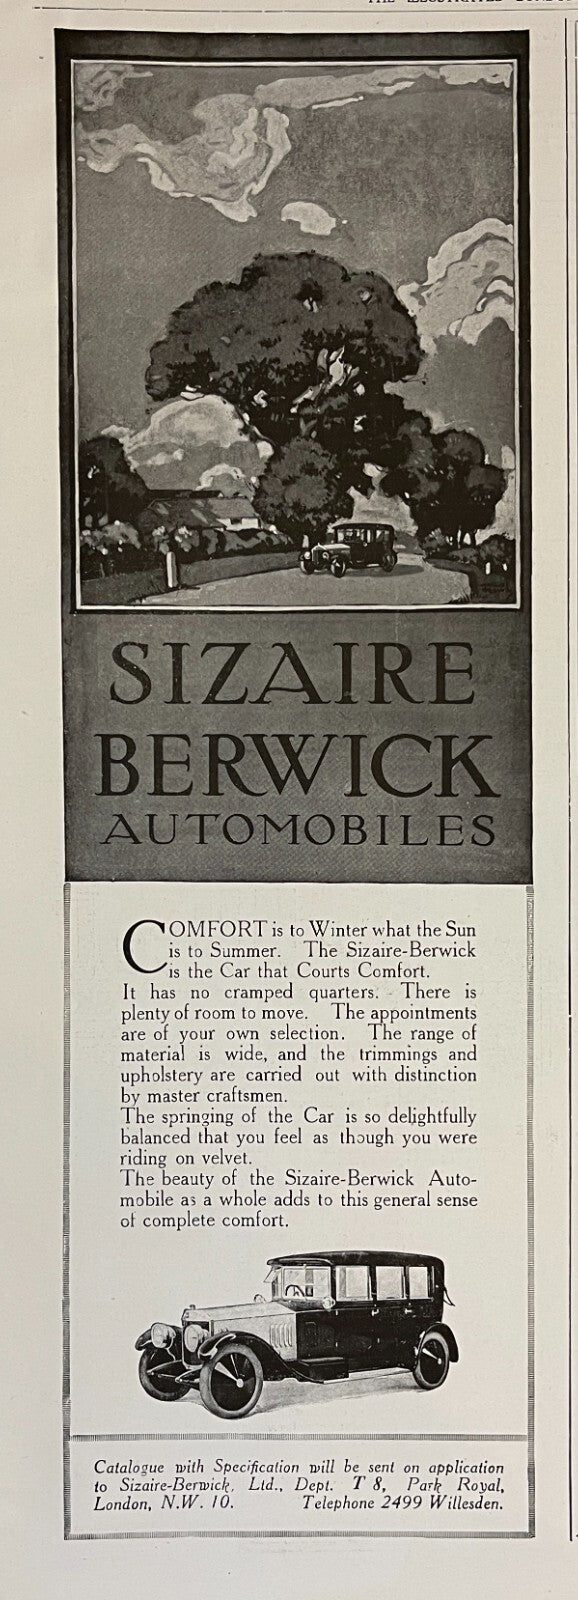 THE ILLUSTRATED LONDO
SIZAIRE
BERWICK
AUTOMOBILES
COMFORT is to Winter what the Sun
is to Summer. The Sizaire-Berwick
is the Car that Courts Comfort.
It has no cramped quarters. There is
plenty of room to move. The appointments
are of your own selection. The range of
material is wide, and the trimmings and
upholstery are carried out with distinction
by master craftsmen.
The springing of the Car is so delightfully
balanced that you feel as though you were
riding on velvet.
The beauty of the Sizaire-Berwick Auto-
mobile as a whole adds to this general sense
of complete comfort.
Catalogue with Specification will be sent on application
to Sizaire-Berwick, Ltd., Dept. T 8, Park Royal,
London, N.W. 10. Telephone 2499 Willesden.